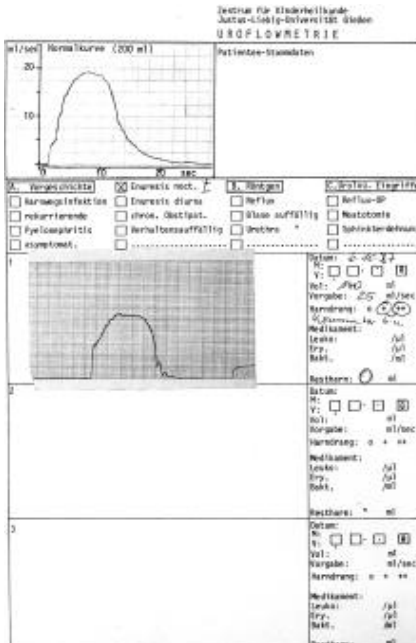 Zentrum für Kinderheilkunde
Justus-Liebig-Universität Gießen
UROFLOWMETRIE
ml/sec Normalkurve (200 ml)
Patienten-Stammdaten
20
10
0 10 20 sec
A. Vorgeschichte
Harnwegsinfektion
rekurrierende
Pyelonephritis
asymptomat.
Enuresis noct.
Enuresis diurna
chron. Obstipat.
Verhaltensauffällig
B. Röntgen
Reflux
Blase auffällig
Urethra "
C. Urolog. Eingriffe
Reflux-OP
Meatotomie
Sphinkterdehnung
1
Datum:
M:
V:
Vol: ml
Vorgabe: 25 ml/sec
Harndrang: o + ++
Medikament:
Leuko: /µl
Ery. /µl
Bakt. /ml
Restharn: 0 ml
2
Datum:
M:
V:
Vol: ml
Vorgabe: ml/sec
Harndrang: o + ++
Medikament:
Leuko: /µl
Ery. /µl
Bakt. /ml
Restharn: ml
3
Datum:
M:
V:
Vol: ml
Vorgabe: ml/sec
Harndrang: o + ++
Medikament:
Leuko: /µl
Ery. /µl
Bakt. /ml